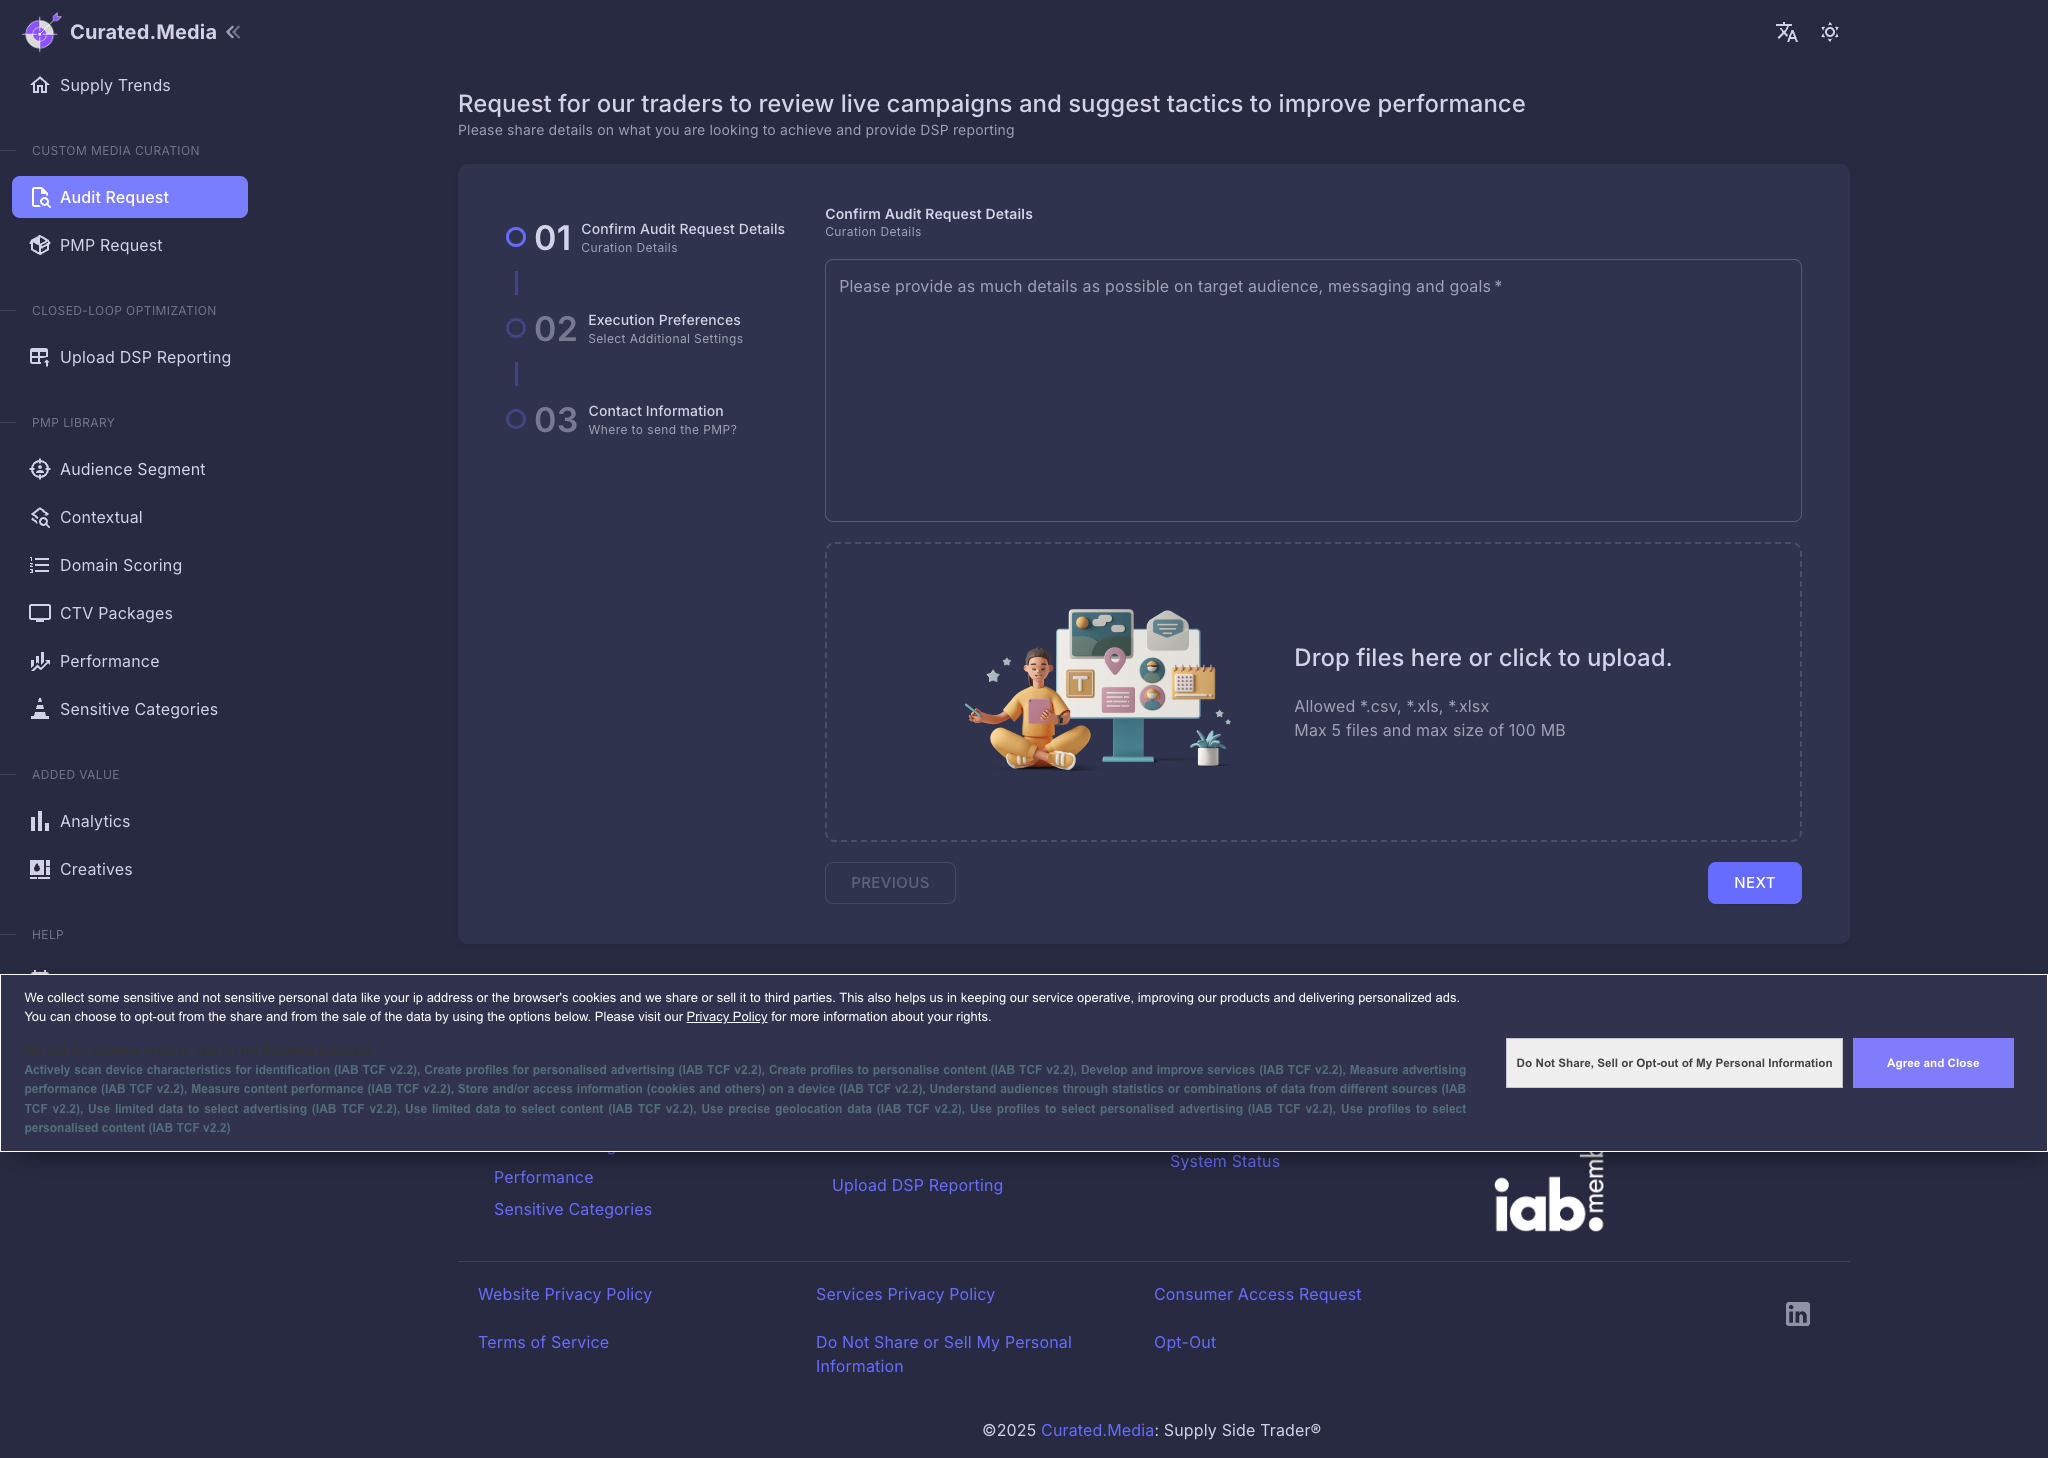 Curated.Media
Supply Trends
CUSTOM MEDIA CURATION
Audit Request
PMP Request
CLOSED-LOOP OPTIMIZATION
Upload DSP Reporting
PMP LIBRARY
Audience Segment
Contextual
Domain Scoring
CTV Packages
Performance
Sensitive Categories
ADDED VALUE
Analytics
Creatives
HELP
Request for our traders to review live campaigns and suggest tactics to improve performance
Please share details on what you are looking to achieve and provide DSP reporting
01 Confirm Audit Request Details
Curation Details
02 Execution Preferences
Select Additional Settings
03 Contact Information
Where to send the PMP?
Confirm Audit Request Details
Curation Details
Please provide as much details as possible on target audience, messaging and goals *
T
Drop files here or click to upload.
Allowed *.csv, *.xls, *.xlsx
Max 5 files and max size of 100 MB
PREVIOUS
NEXT
We collect some sensitive and not sensitive personal data like your ip address or the browser's cookies and we share or sell it to third parties. This also helps us in keeping our service operative, improving our products and delivering personalized ads.
You can choose to opt-out from the share and from the sale of the data by using the options below. Please visit our Privacy Policy for more information about your rights.
Actively scan device characteristics for identification (IAB TCF v2.2), Create profiles for personalised advertising (IAB TCF v2.2), Create profiles to personalise content (IAB TCF v2.2), Develop and improve services (IAB TCF v2.2), Measure advertising
performance (IAB TCF v2.2), Measure content performance (IAB TCF v2.2), Store and/or access information (cookies and others) on a device (IAB TCF v2.2), Understand audiences through statistics or combinations of data from different sources (IAB
TCF v2.2), Use limited data to select advertising (IAB TCF v2.2), Use limited data to select content (IAB TCF v2.2), Use precise geolocation data (IAB TCF v2.2), Use profiles to select personalised advertising (IAB TCF v2.2), Use profiles to select
personalised content (IAB TCF v2.2)
Do Not Share, Sell or Opt-out of My Personal Information
Agree and Close
Performance
Sensitive Categories
Upload DSP Reporting
System Status
iab.
Website Privacy Policy
Services Privacy Policy
Consumer Access Request
Terms of Service
Do Not Share or Sell My Personal
Information
Opt-Out
in
©2025 Curated.Media: Supply Side Trader®